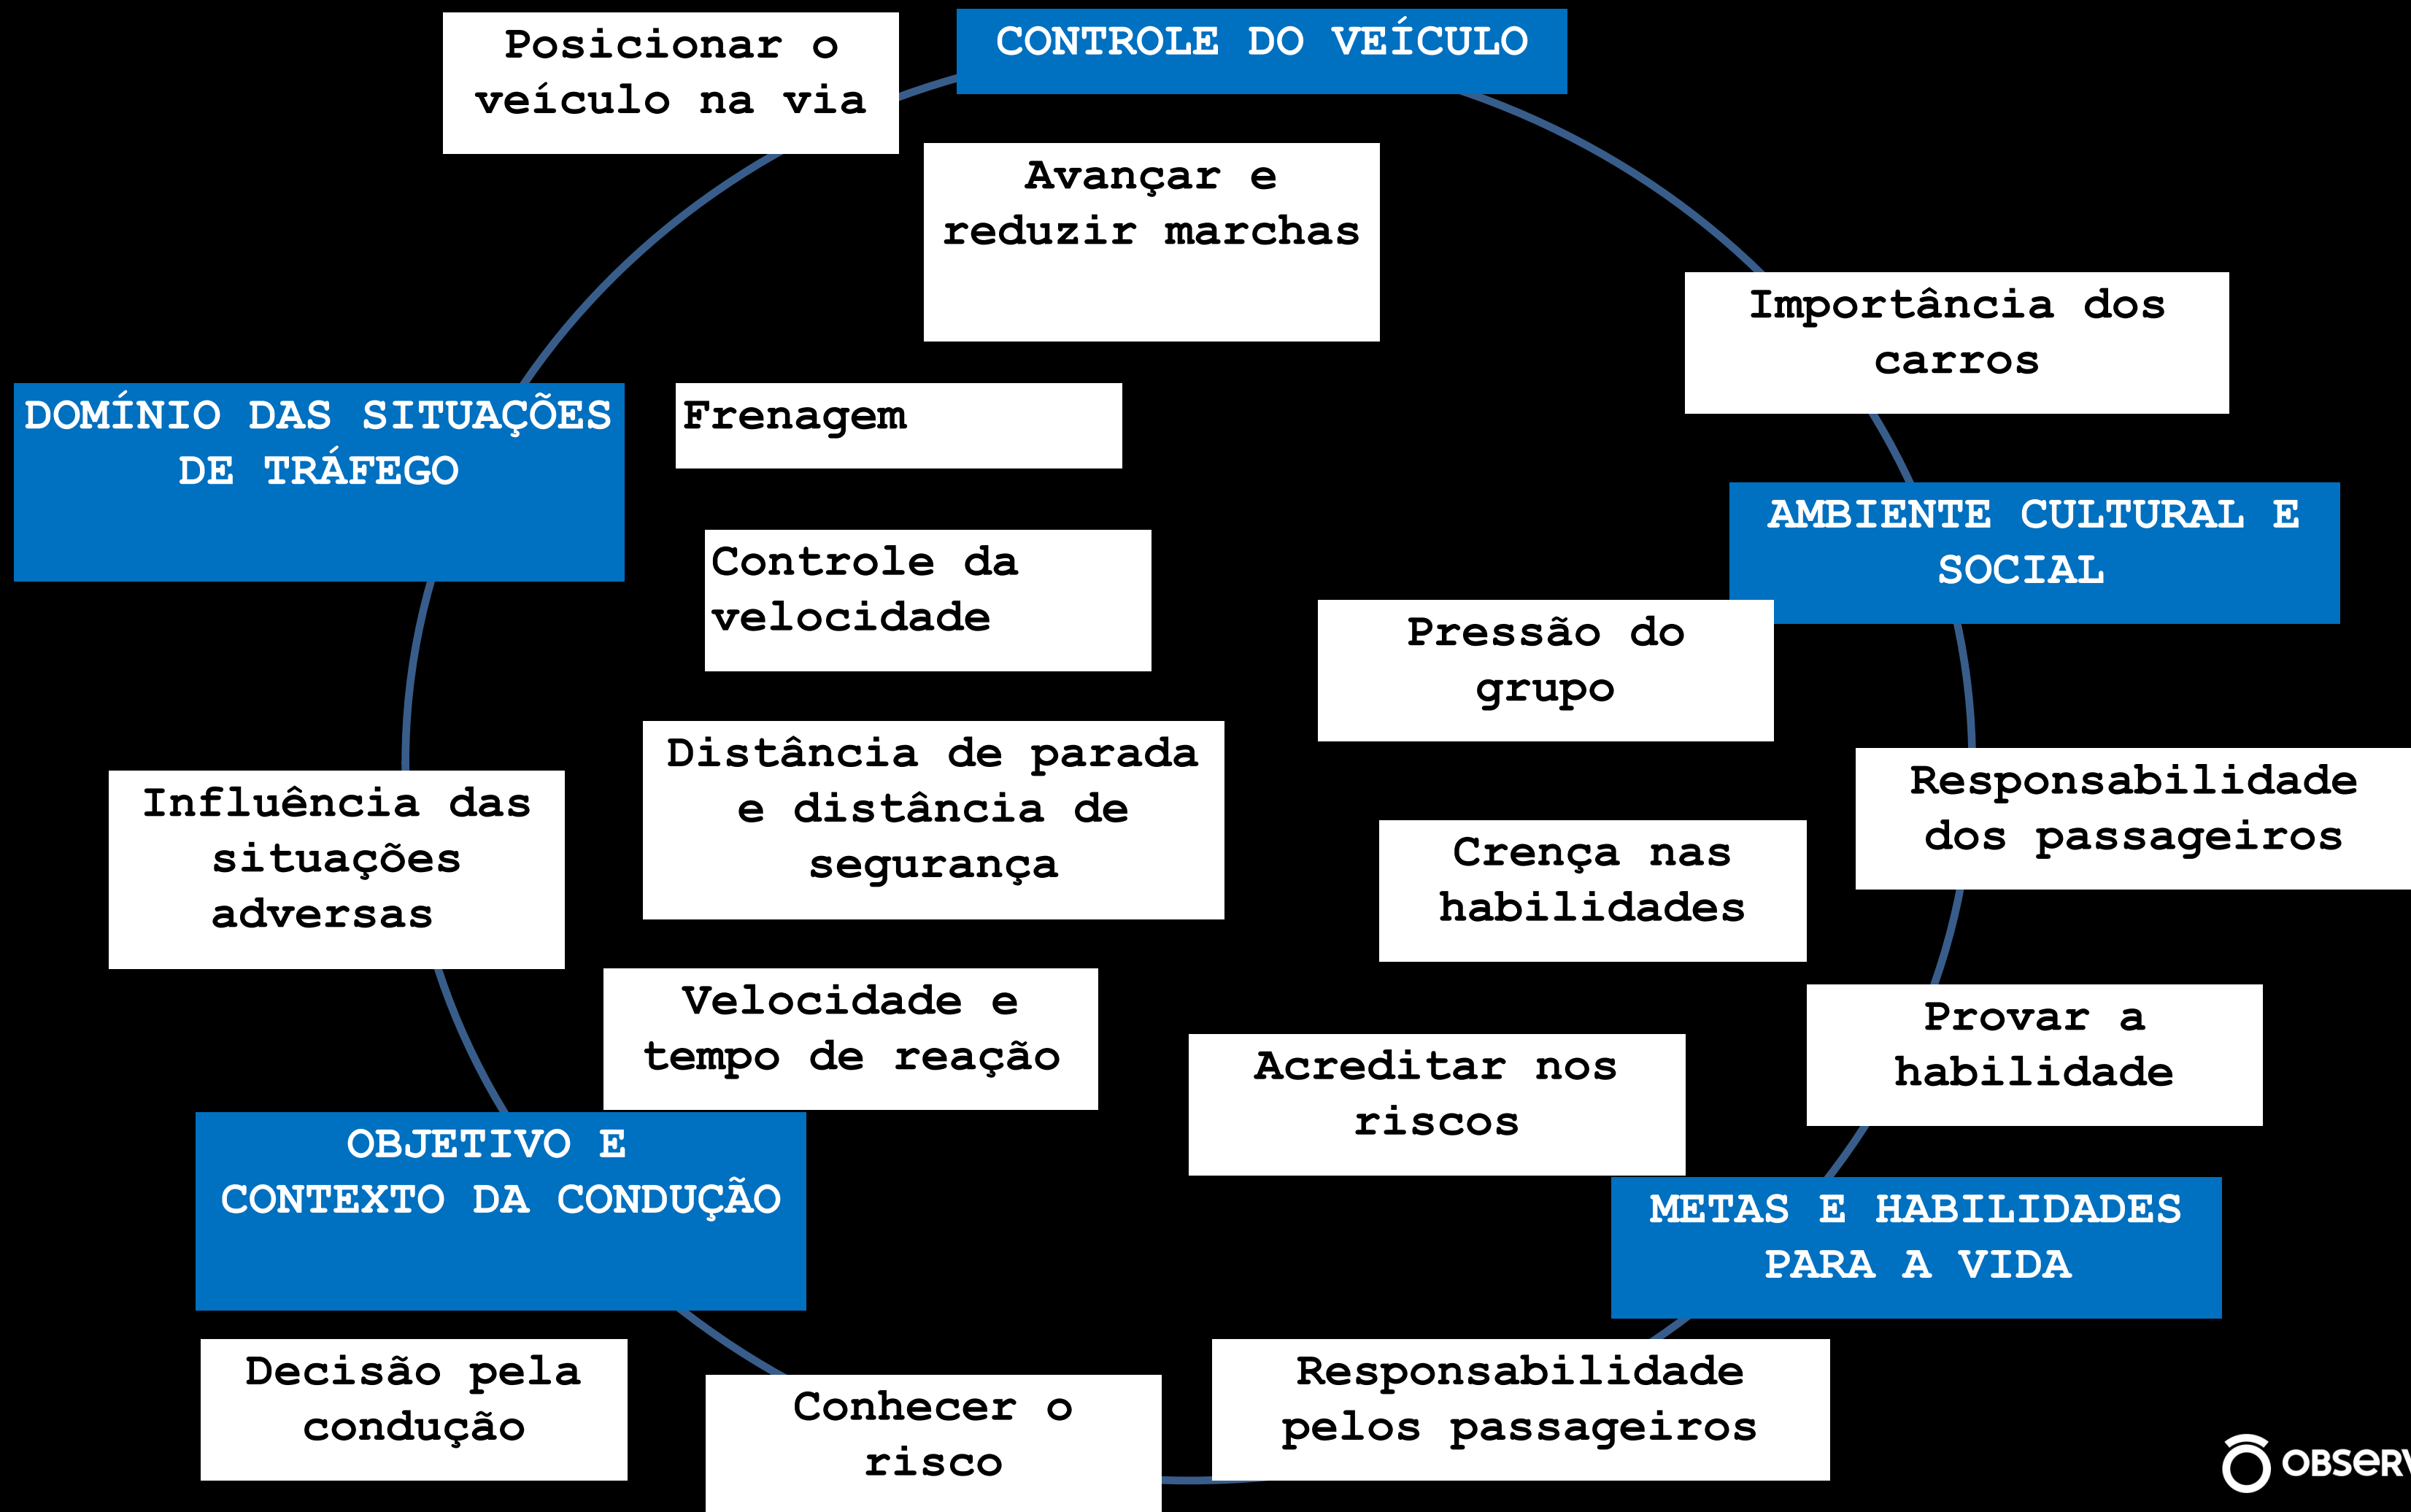 Posicionar o
veículo na via
CONTROLE DO VEÍCULO
Avançar e
reduzir marchas
Importância dos
carros
DOMÍNIO DAS SITUAÇÕES
DE TRÁFEGO
Frenagem
AMBIENTE CULTURAL E
SOCIAL
Controle da
velocidade
Pressão do
grupo
Distância de parada
e distância de
segurança
Responsabilidade
dos passageiros
Influência das
situações
adversas
Crença nas
habilidades
Velocidade e
tempo de reação
Provar a
habilidade
Acreditar nos
riscos
OBJETIVO E
CONTEXTO DA CONDUÇÃO
METAS E HABILIDADES
PARA A VIDA
Decisão pela
condução
Conhecer o
risco
Responsabilidade
pelos passageiros